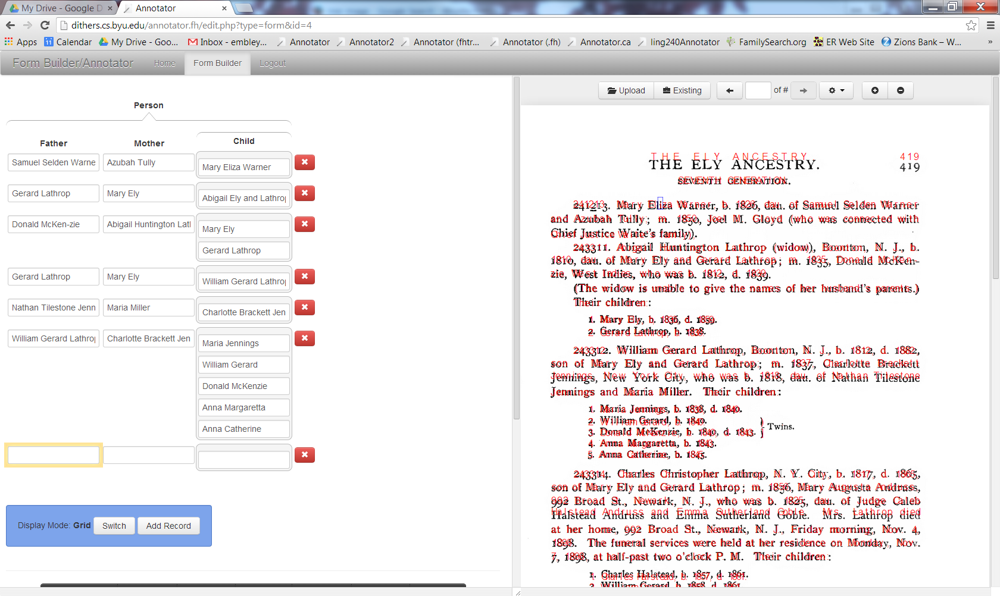 My Drive - Google D
Annotator
dithers.cs.byu.edu/annotator.fh/edit.php?type=form&id=4
Apps
11 Calendar
My Drive - Goo...
Inbox - embley...
Annotator
Annotator2
Annotator (fhtr...
Annotator (.fh)
Annotator.ca
ling240Annotator
FamilySearch.org
ER Web Site
Zions Bank – W...
»
Form Builder/Annotator
Home
Form Builder
Logout
Person
Father
Mother
Child
Samuel Selden Warne
Azubah Tully
Mary Eliza Warner
Gerard Lathrop
Mary Ely
Abigail Ely and Lathrop
Donald McKen-zie
Abigail Huntington Lat
Mary Ely
Gerard Lathrop
Gerard Lathrop
Mary Ely
William Gerard Lathrop
Nathan Tilestone Jenn
Maria Miller
Charlotte Brackett Jen
William Gerard Lathrop
Charlotte Brackett Jen
Maria Jennings
William Gerard
Donald McKenzie
Anna Margaretta
Anna Catherine
Display Mode: Grid
Switch
Add Record
Upload
Existing
of #
THE ELY ANCESTRY.
419
THE ELY ANCESTRY.
419
SEVENTH GENERATION.
241213. Mary Eliza Warner, b. 1826, dau. of Samuel Selden Warner
and Azubah Tully; m. 1850, Joel M. Gloyd (who was connected with
Chief Justice Waite's family).
243311. Abigail Huntington Lathrop (widow), Boonton, N. J., b.
1810, dau. of Mary Ely and Gerard Lathrop; m. 1835, Donald McKen-
zie, West Indies, who was b. 1812, d. 1839.
(The widow is unable to give the names of her husband's parents.)
Their children:
1. Mary Ely, b. 1836, d. 1859.
2. Gerard Lathrop, b. 1838.
243312. William Gerard Lathrop, Boonton, N. J., b. 1812, d. 1882,
son of Mary Ely and Gerard Lathrop; m. 1837, Charlotte Brackett
Jennings, New York City, who was b. 1818, dau. of Nathan Tilestone
Jennings and Maria Miller. Their children:
1. Maria Jennings, b. 1838, d. 1840.
2. William Gerard, b. 1840.
3. Donald McKenzie, b. 1840, d. 1843.
Twins.
4. Anna Margaretta, b. 1843.
5. Anna Catherine, b. 1845.
243314. Charles Christopher Lathrop, N. Y. City, b. 1817, d. 1865,
son of Mary Ely and Gerard Lathrop; m. 1856, Mary Augusta Andruss,
992 Broad St., Newark, N. J., who was b. 1825, dau. of Judge Caleb
Halstead Andruss and Emma Sutherland Goble. Mrs. Lathrop died
at her home, 992 Broad St., Newark, N. J., Friday morning, Nov. 4,
1898. The funeral services were held at her residence on Monday, Nov.
7, 1898, at half-past two o'clock P. M. Their children:
1. Charles Halstead, b. 1857, d. 1861.
2. William Gerard, b. 1858, d. 1861.